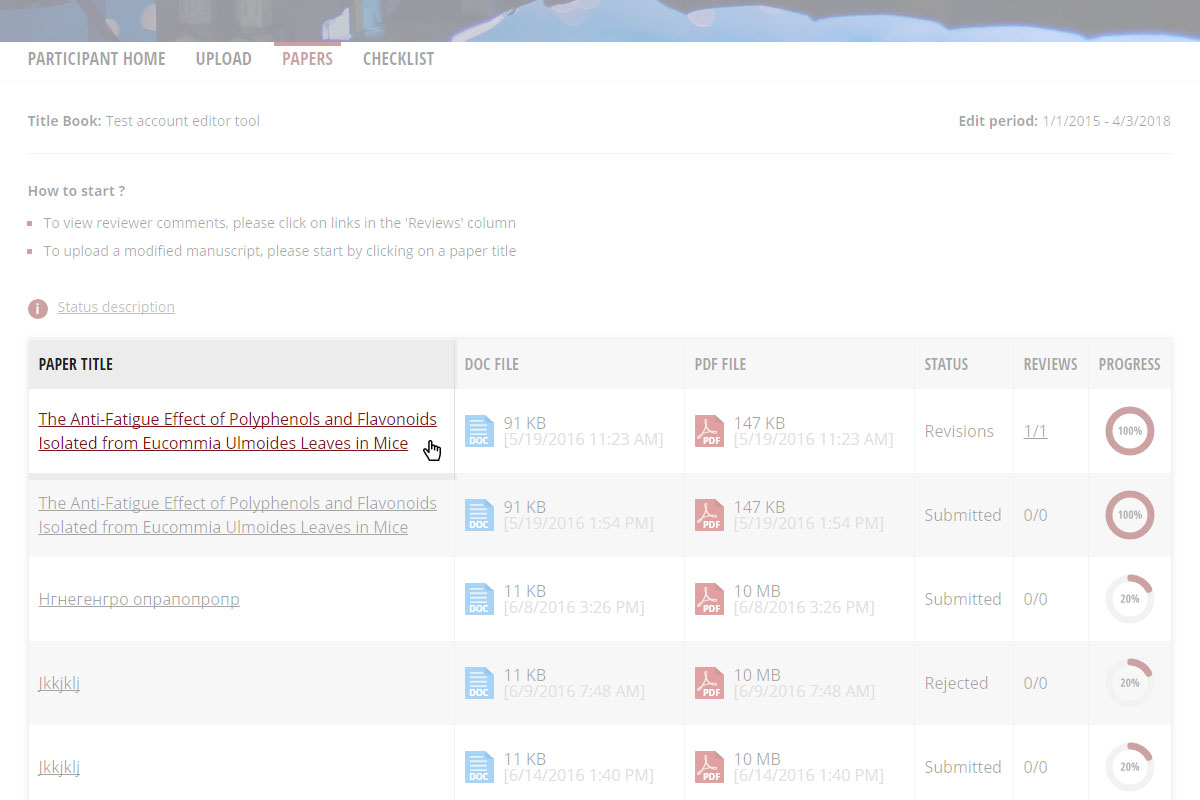 PARTICIPANT HOME UPLOAD PAPERS CHECKLIST
Title Book: Test account editor tool Edit period: 1/1/2015 - 4/3/2018
How to start ?
To view reviewer comments, please click on links in the 'Reviews' column
To upload a modified manuscript, please start by clicking on a paper title
i Status description
PAPER TITLE DOC FILE PDF FILE STATUS REVIEWS PROGRESS
The Anti-Fatigue Effect of Polyphenols and Flavonoids
Isolated from Eucommia Ulmoides Leaves in Mice
DOC 91 KB
[5/19/2016 11:23 AM]
PDF 147 KB
[5/19/2016 11:23 AM]
Revisions 1/1 100%
The Anti-Fatigue Effect of Polyphenols and Flavonoids
Isolated from Eucommia Ulmoides Leaves in Mice
DOC 91 KB
[5/19/2016 1:54 PM]
PDF 147 KB
[5/19/2016 1:54 PM]
Submitted 0/0 100%
Нгнегенгро опрапопропр
DOC 11 KB
[6/8/2016 3:26 PM]
PDF 10 MB
[6/8/2016 3:26 PM]
Submitted 0/0 20%
Jkkjklj
DOC 11 KB
[6/9/2016 7:48 AM]
PDF 10 MB
[6/9/2016 7:48 AM]
Rejected 0/0 20%
Jkkjklj
DOC 11 KB
[6/14/2016 1:40 PM]
PDF 10 MB
[6/14/2016 1:40 PM]
Submitted 0/0 20%